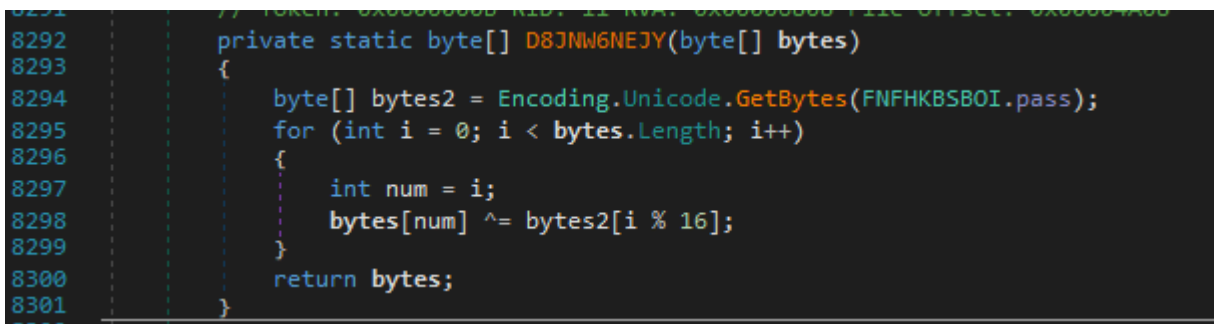 8292 private static byte[] D8JNW6NEJY(byte[] bytes)
8293 {
8294 byte[] bytes2 = Encoding.Unicode.GetBytes(FNFHKBSBOI.pass);
8295 for (int i = 0; i < bytes.Length; i++)
8296 {
8297 int num = i;
8298 bytes[num] ^= bytes2[i % 16];
8299 }
8300 return bytes;
8301 }